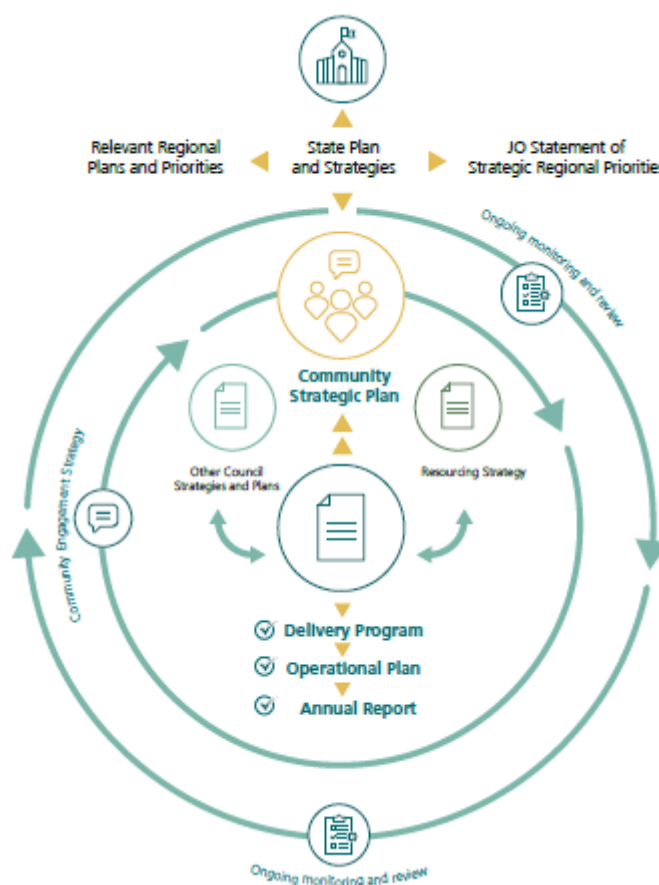 Relevant Regional
Plans and Priorities
State Plan
and Strategies
JO Statement of
Strategic Regional Priorities
Ongoing monitoring and review
Community
Strategic Plan
Other Council
Strategies and Plans
Resourcing Strategy
Community Engagement Strategy
Delivery Program
Operational Plan
Annual Report
Ongoing monitoring and review